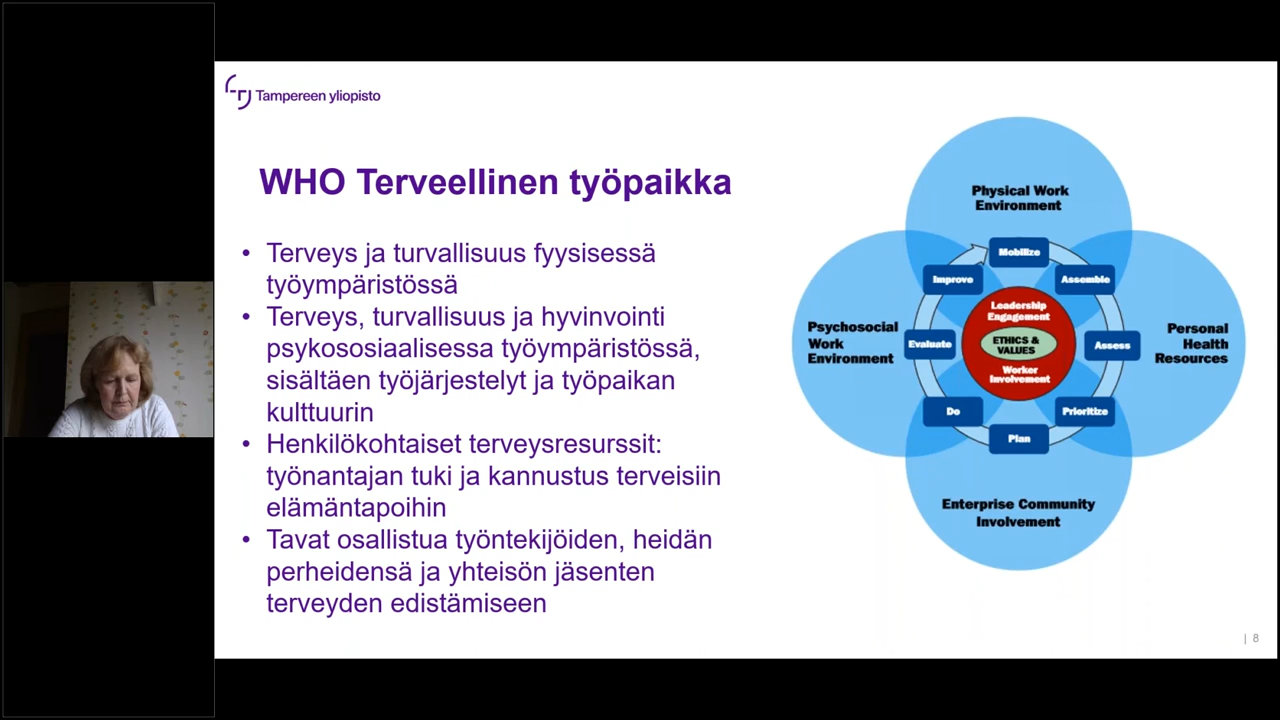 Tampereen yliopisto
WHO Terveellinen työpaikka
• Terveys ja turvallisuus fyysisessä
työympäristössä
• Terveys, turvallisuus ja hyvinvointi
psykososiaalisessa työympäristössä,
sisältäen työjärjestelyt ja työpaikan
kulttuurin
• Henkilökohtaiset terveysresurssit:
työnantajan tuki ja kannustus terveisiin
elämäntapoihin
• Tavat osallistua työntekijöiden, heidän
perheidensä ja yhteisön jäsenten
terveyden edistämiseen
Physical Work
Environment
Mobilize
Improve
Assemble
Leadership
Engagement
Psychosocial
Work
Environment
Evaluate
ETHICS &
VALUES
Assess
Personal
Health
Resources
Worker
Involvement
Do
Prioritize
Plan
Enterprise Community
Involvement
| 8